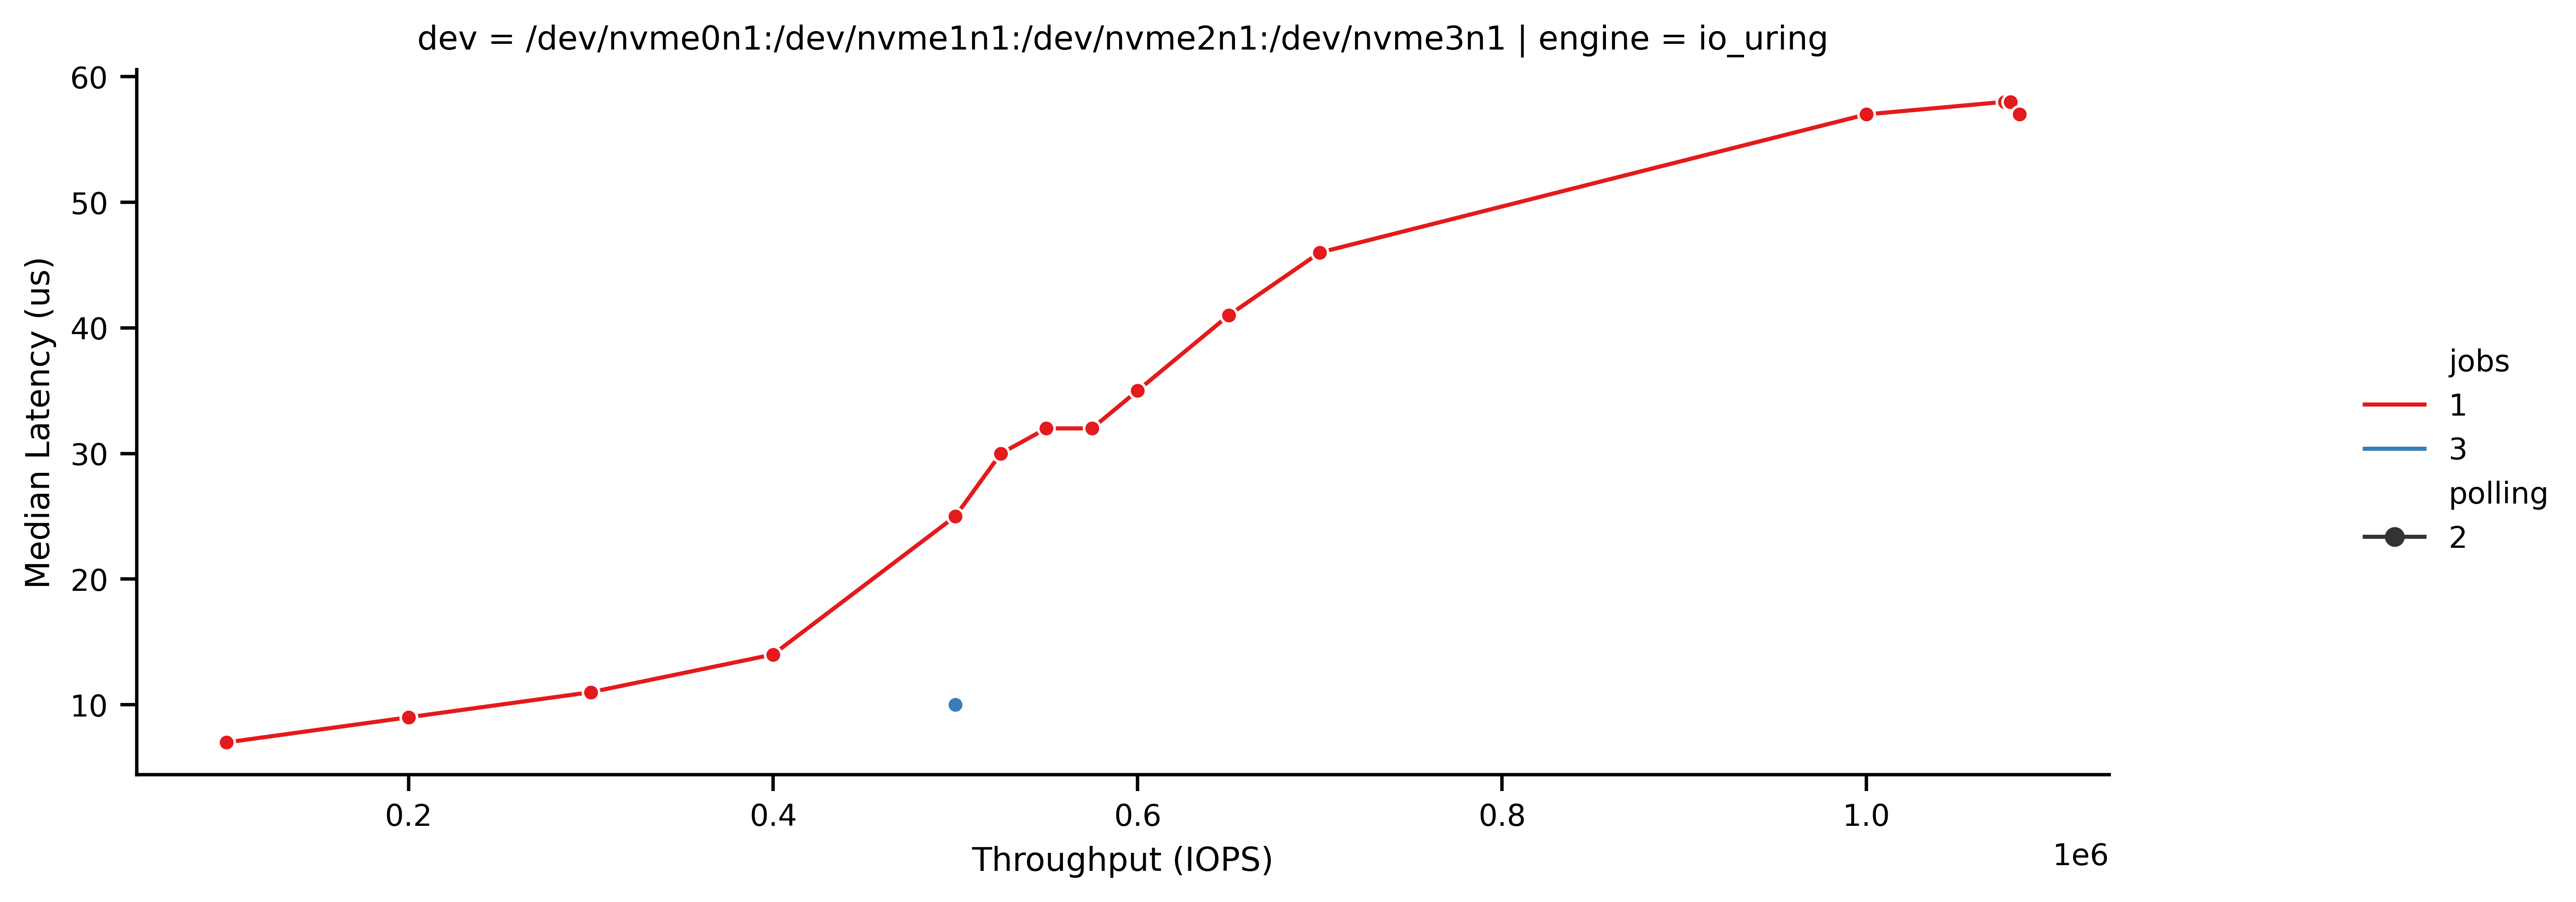 dev = /dev/nvme0n1:/dev/nvme1n1:/dev/nvme2n1:/dev/nvme3n1 | engine = io_uring
60
50
40
30
20
10
Median Latency (us)
0.2 0.4 0.6 0.8 1.0
1e6
Throughput (IOPS)
jobs
1
3
polling
2